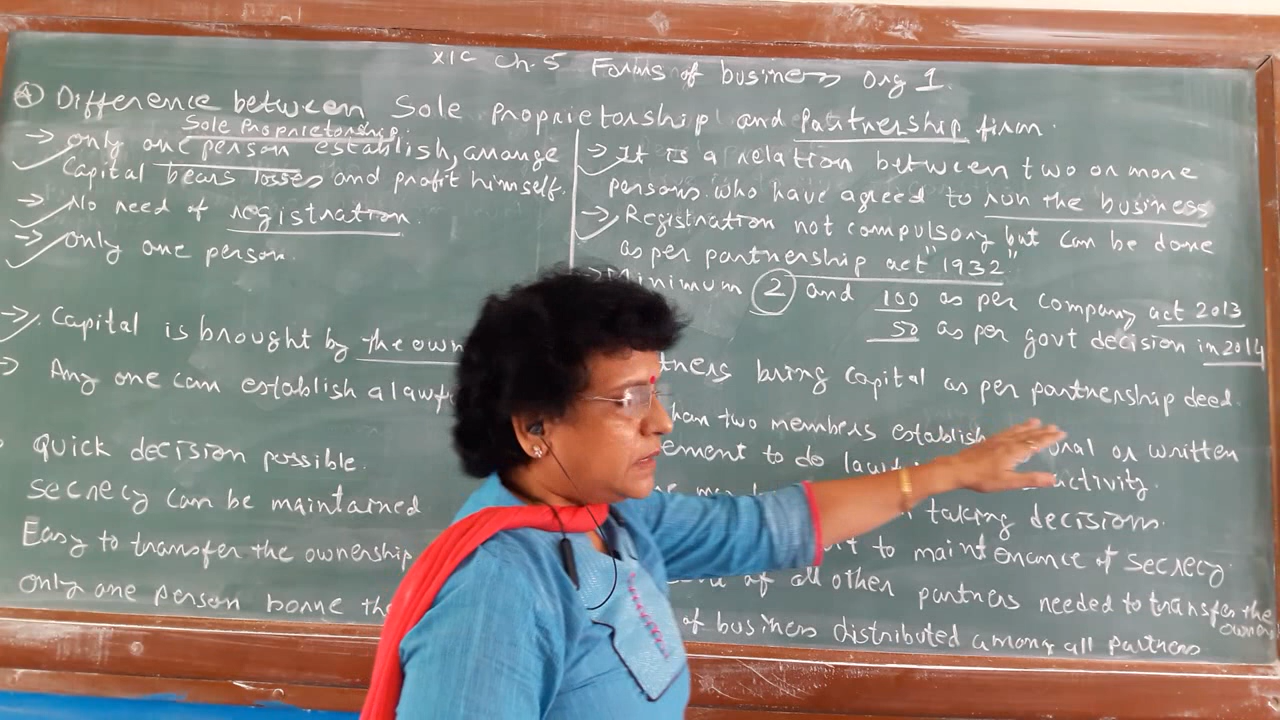 XIC Ch. 5 Forms of business org 1.
(A) Difference between Sole Proprietorship and Partnership firm.
Sole Proprietorship.
→ only one person establish, arrange
Capital bears losses and profit himself.
→ No need of registration.
→ only one person.
→ Capital is brought by the own
→ Any one can establish a lawf
Quick decision possible.
Secrecy can be maintained
Easy to transfer the ownership
only one person borne the
→ It is a relation between two or more
persons who have agreed to run the business
→ Registration not compulsory but can be done
as per partnership act "1932"
→ Minimum 2 and 100 as per company act 2013
50 as per govt decision in 2014
tners bring capital as per partnership deed.
han two members establish oral or written
ement to do activity.
taking decisions.
to maintenance of secrecy
of all other partners needed to transfer the
owner
of business distributed among all partners